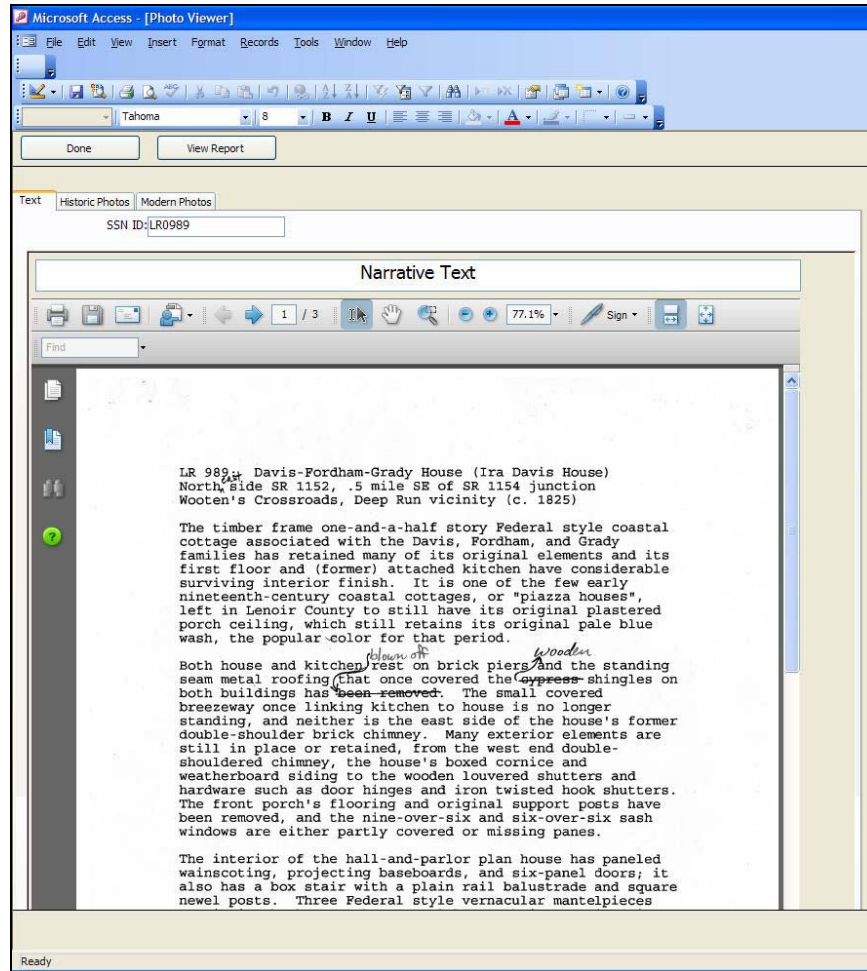 Microsoft Access - [Photo Viewer]
File Edit View Insert Format Records Tools Window Help
Tahoma 8 B I U A
Done View Report
Text Historic Photos Modern Photos
SSN ID: LR0989
Narrative Text
1 / 3 77.1% Sign
Find
LR 989: Davis-Fordham-Grady House (Ira Davis House)
east
North side SR 1152, .5 mile SE of SR 1154 junction
Wooten's Crossroads, Deep Run vicinity (c. 1825)
The timber frame one-and-a-half story Federal style coastal
cottage associated with the Davis, Fordham, and Grady
families has retained many of its original elements and its
first floor and (former) attached kitchen have considerable
surviving interior finish. It is one of the few early
nineteenth-century coastal cottages, or "piazza houses",
left in Lenoir County to still have its original plastered
porch ceiling, which still retains its original pale blue
wash, the popular color for that period.
blown off wooden
Both house and kitchen rest on brick piers and the standing
seam metal roofing that once covered the cypress shingles on
both buildings has been removed. The small covered
breezeway once linking kitchen to house is no longer
standing, and neither is the east side of the house's former
double-shoulder brick chimney. Many exterior elements are
still in place or retained, from the west end double-
shouldered chimney, the house's boxed cornice and
weatherboard siding to the wooden louvered shutters and
hardware such as door hinges and iron twisted hook shutters.
The front porch's flooring and original support posts have
been removed, and the nine-over-six and six-over-six sash
windows are either partly covered or missing panes.
The interior of the hall-and-parlor plan house has paneled
wainscoting, projecting baseboards, and six-panel doors; it
also has a box stair with a plain rail balustrade and square
newel posts. Three Federal style vernacular mantelpieces
Ready